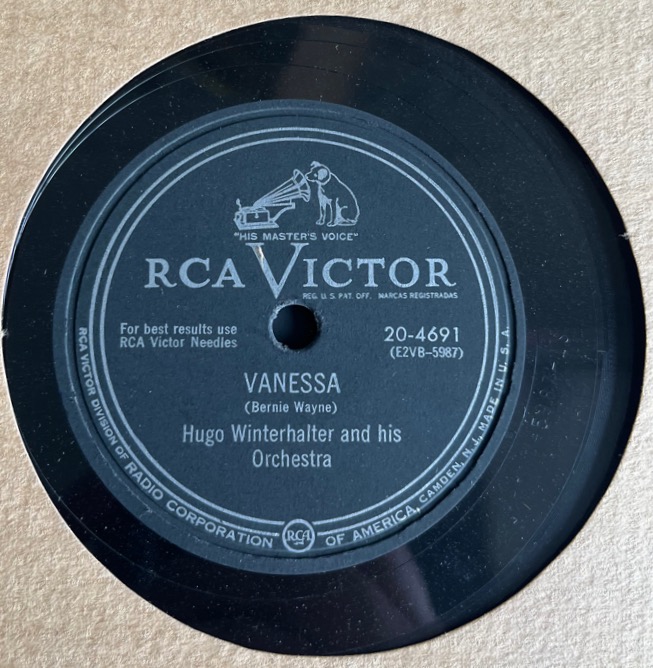 "HIS MASTER'S VOICE"
RCA VICTOR
REG. U.S. PAT. OFF. MARCAS REGISTRADAS
For best results use
RCA Victor Needles
20-4691
(E2VB-5987)
VANESSA
(Bernie Wayne)
Hugo Winterhalter and his
Orchestra
RCA VICTOR DIVISION OF RADIO CORPORATION RCA OF AMERICA, CAMDEN, N.J., MADE IN U.S.A.